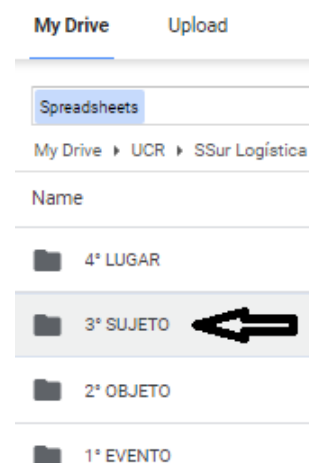 My Drive Upload
Spreadsheets
My Drive ▸ UCR ▸ SSur Logística
Name
4° LUGAR
3° SUJETO
2° OBJETO
1° EVENTO